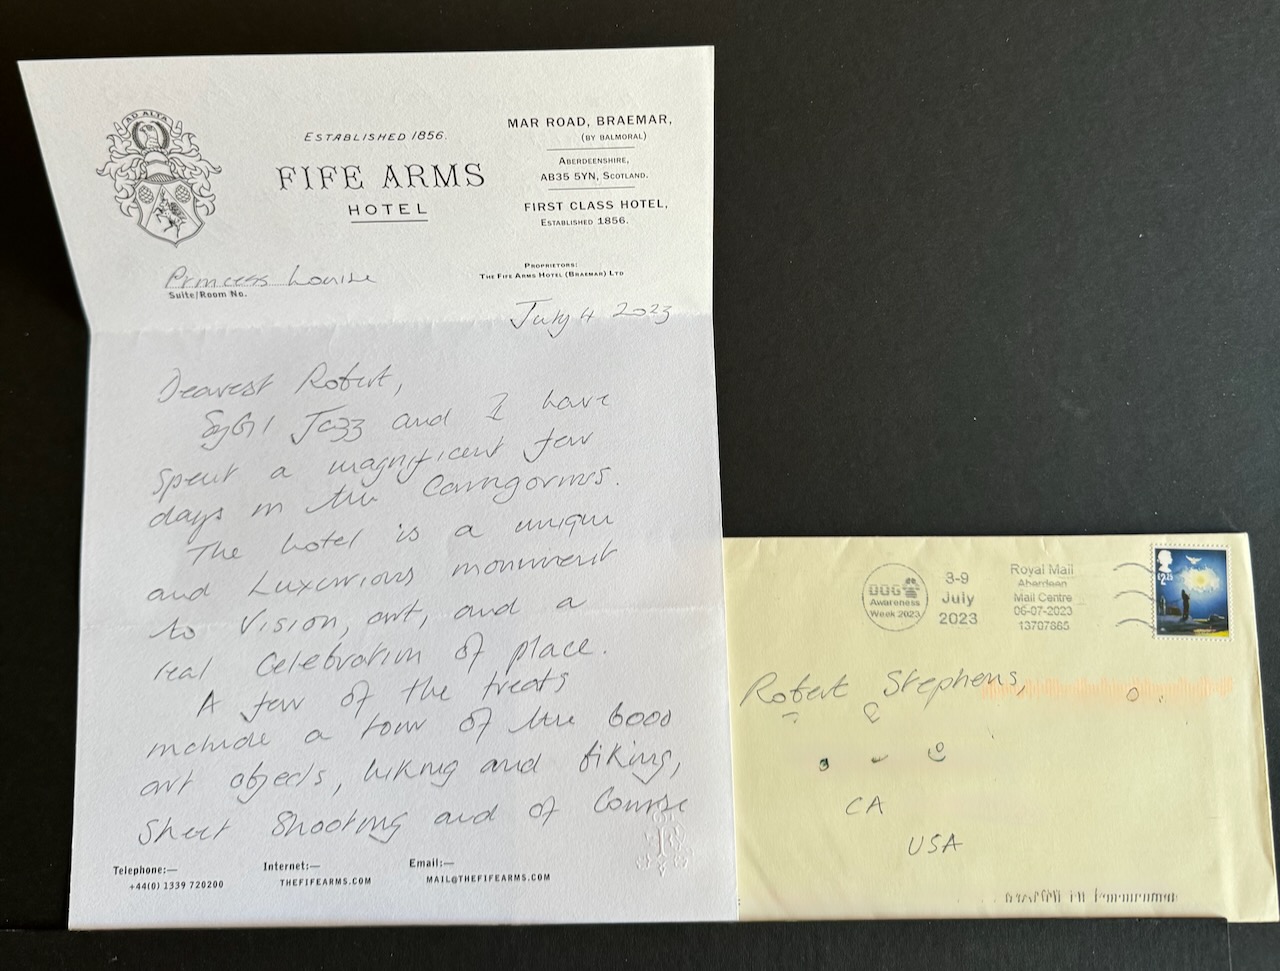 AD ALTA
ESTABLISHED 1856.
FIFE ARMS
HOTEL
MAR ROAD, BRAEMAR,
(BY BALMORAL)
ABERDEENSHIRE,
AB35 5YN, SCOTLAND.
FIRST CLASS HOTEL,
ESTABLISHED 1856.
PROPRIETORS:
THE FIFE ARMS HOTEL (BRAEMAR) LTD
Princess Louise
Suite/Room No.
July 4 2023
Dearest Robert,
Jazz and I have
spent a magnificent few
days in the Cairngorms.
The hotel is a unique
and Luxurious monument
to Vision, art, and a
real Celebration of place.
A few of the treats
include a tour of the 6000
art objects, hiking and biking,
Skeet Shooting and of Course
F
Telephone:—
+44(0) 1339 720200
Internet:—
THEFIFEARMS.COM
Email:—
MAIL@THEFIFEARMS.COM
DOG
Awareness
Week 2023
3-9
July
2023
Royal Mail
Aberdeen
Mail Centre
06-07-2023
13707865
Robert Stephens,
CA
USA